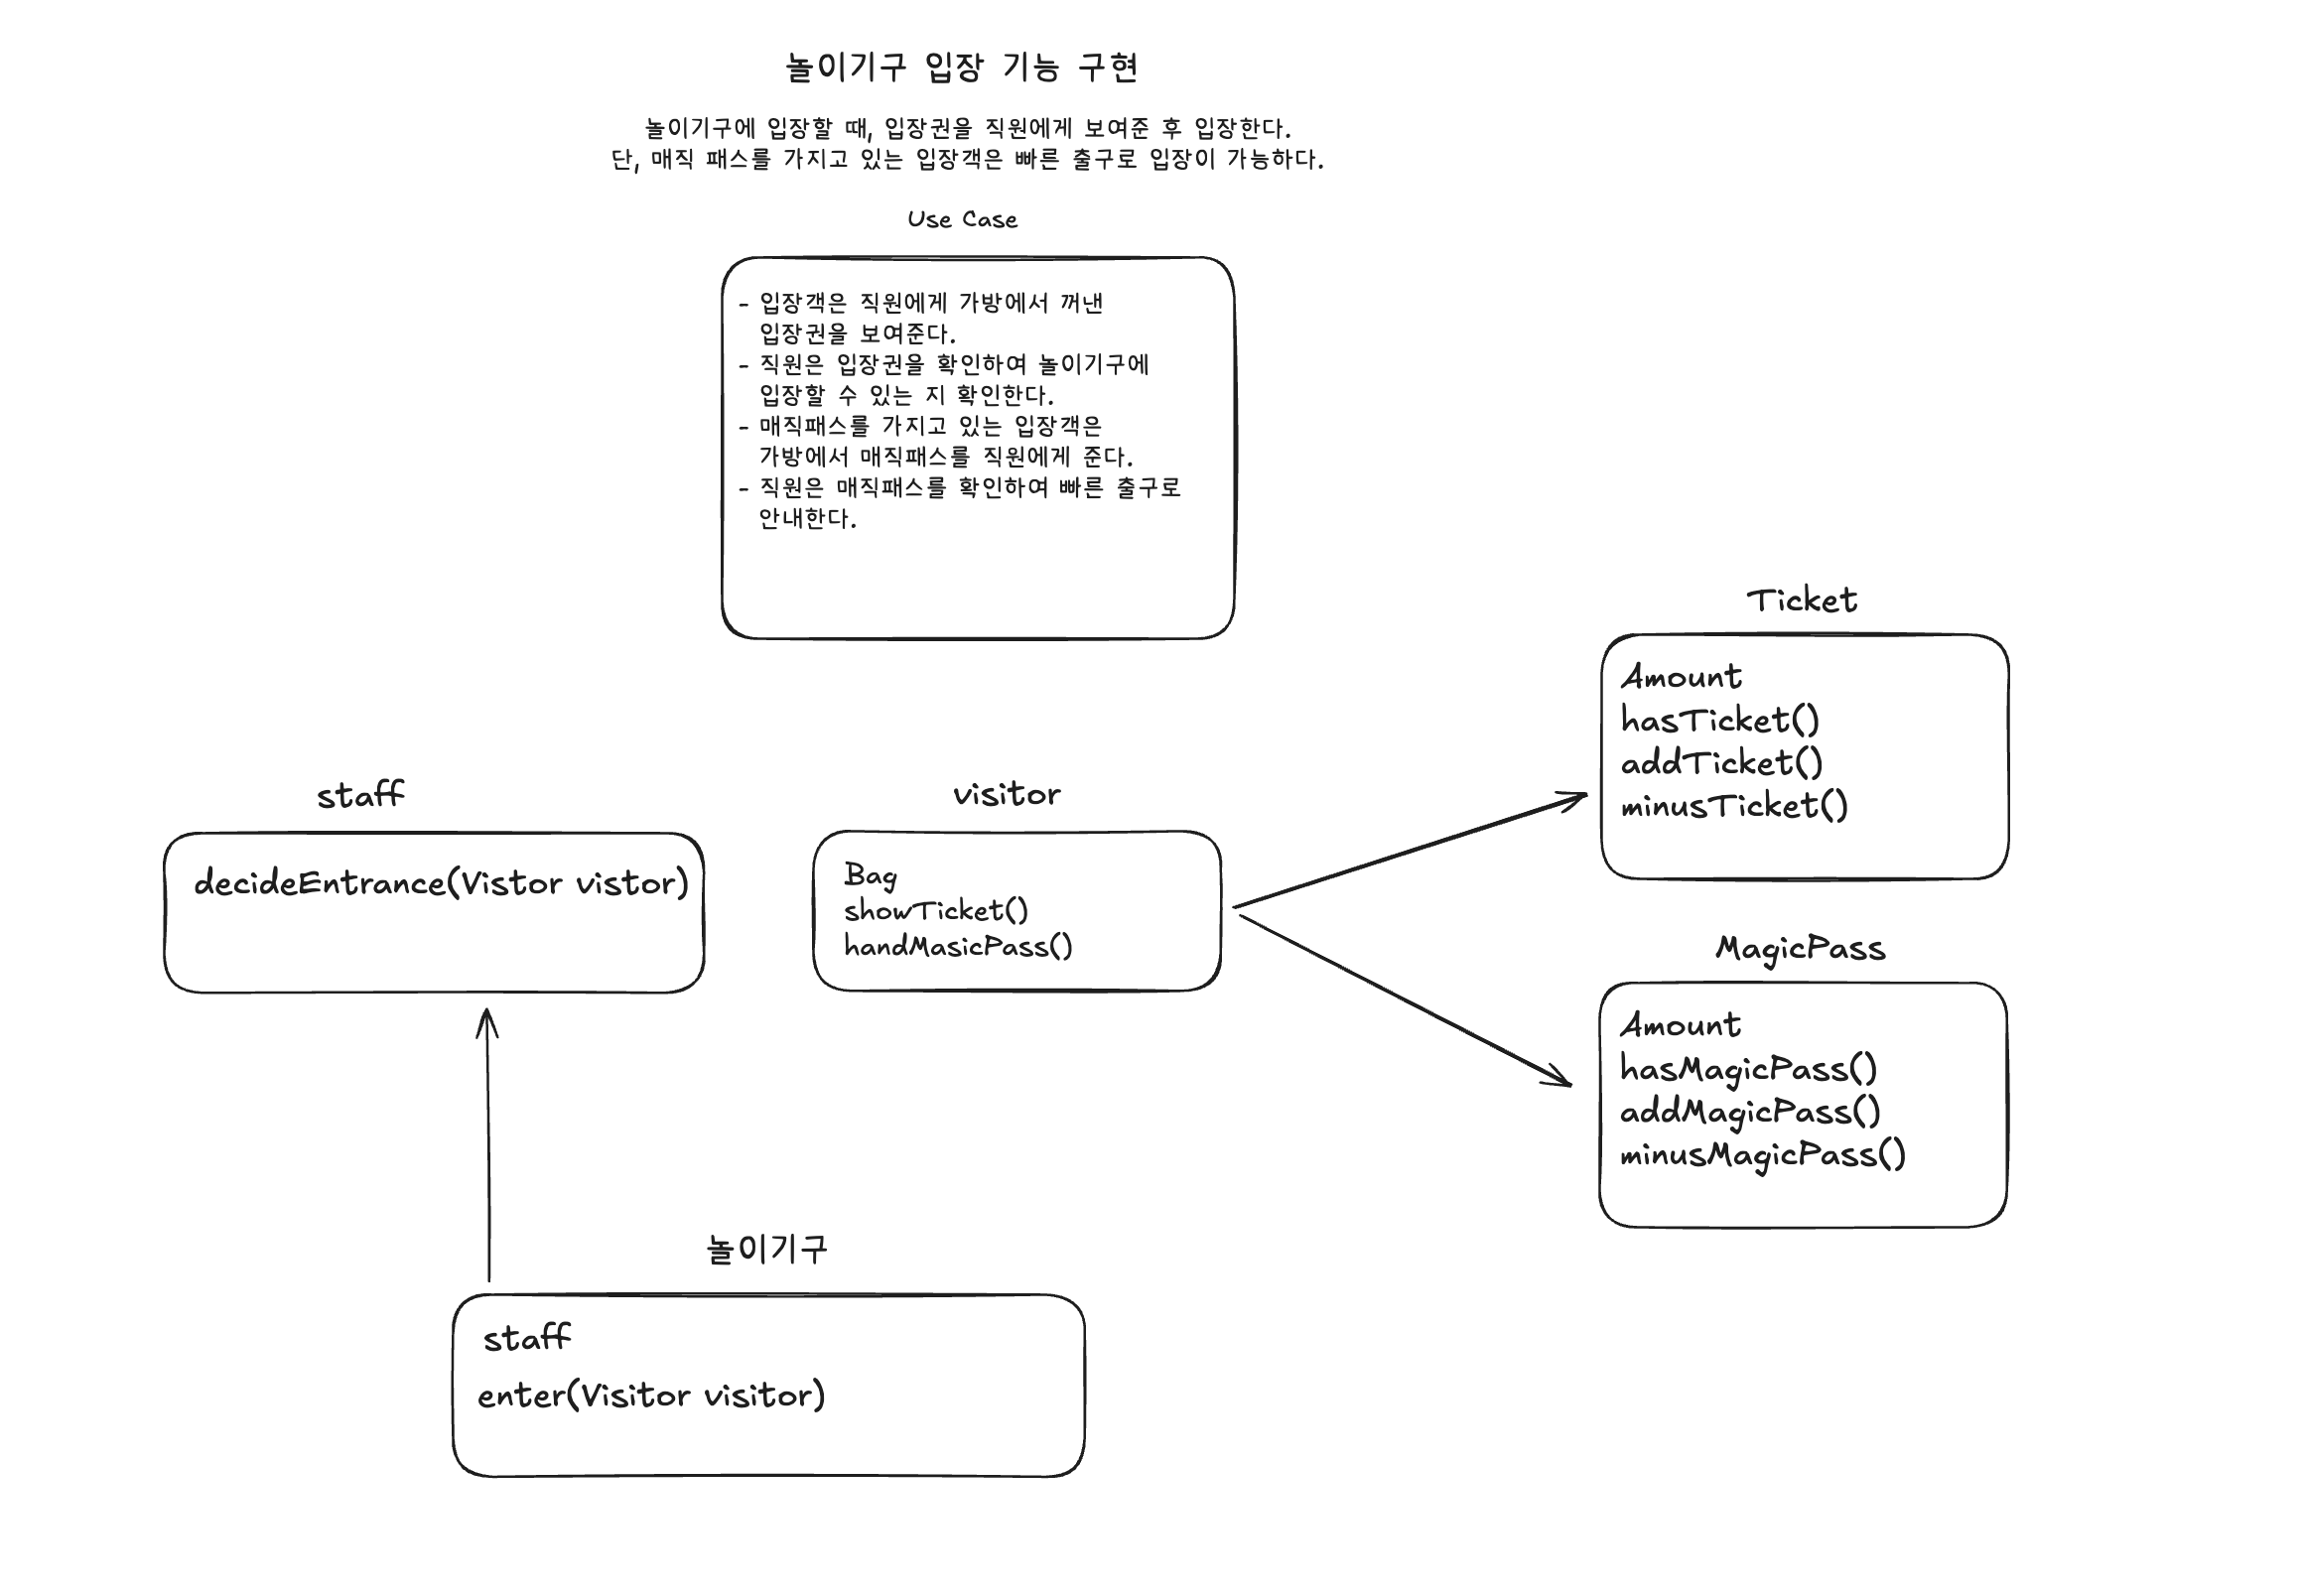 놀이기구 입장 기능 구현
놀이기구에 입장할 때, 입장권을 직원에게 보여준 후 입장한다.
단, 매직 패스를 가지고 있는 입장객은 빠른 출구로 입장이 가능하다.
Use Case
- 입장객은 직원에게 가방에서 꺼낸
입장권을 보여준다.
- 직원은 입장권을 확인하여 놀이기구에
입장할 수 있는 지 확인한다.
- 매직패스를 가지고 있는 입장객은
가방에서 매직패스를 직원에게 준다.
- 직원은 매직패스를 확인하여 빠른 출구로
안내한다.
staff
decideEntrance(Vistor vistor)
visitor
Bag
showTicket()
handMasicPass()
Ticket
Amount
hasTicket()
addTicket()
minusTicket()
MagicPass
Amount
hasMagicPass()
addMagicPass()
minusMagicPass()
놀이기구
staff
enter(Visitor visitor)